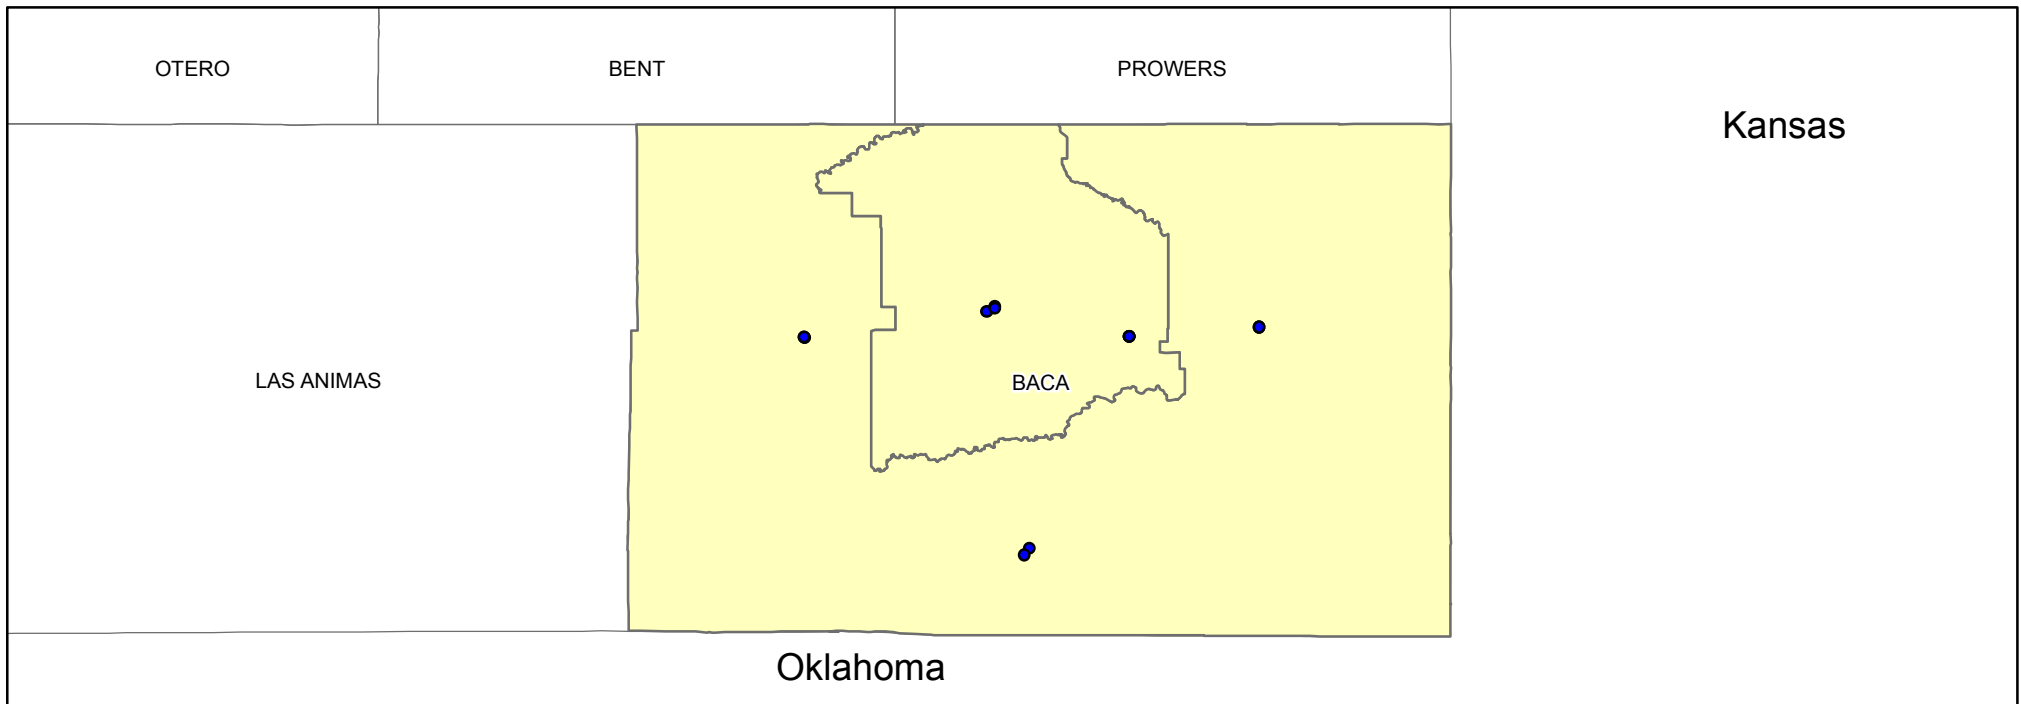 OTERO
BENT
PROWERS
Kansas
LAS ANIMAS
BACA
Oklahoma